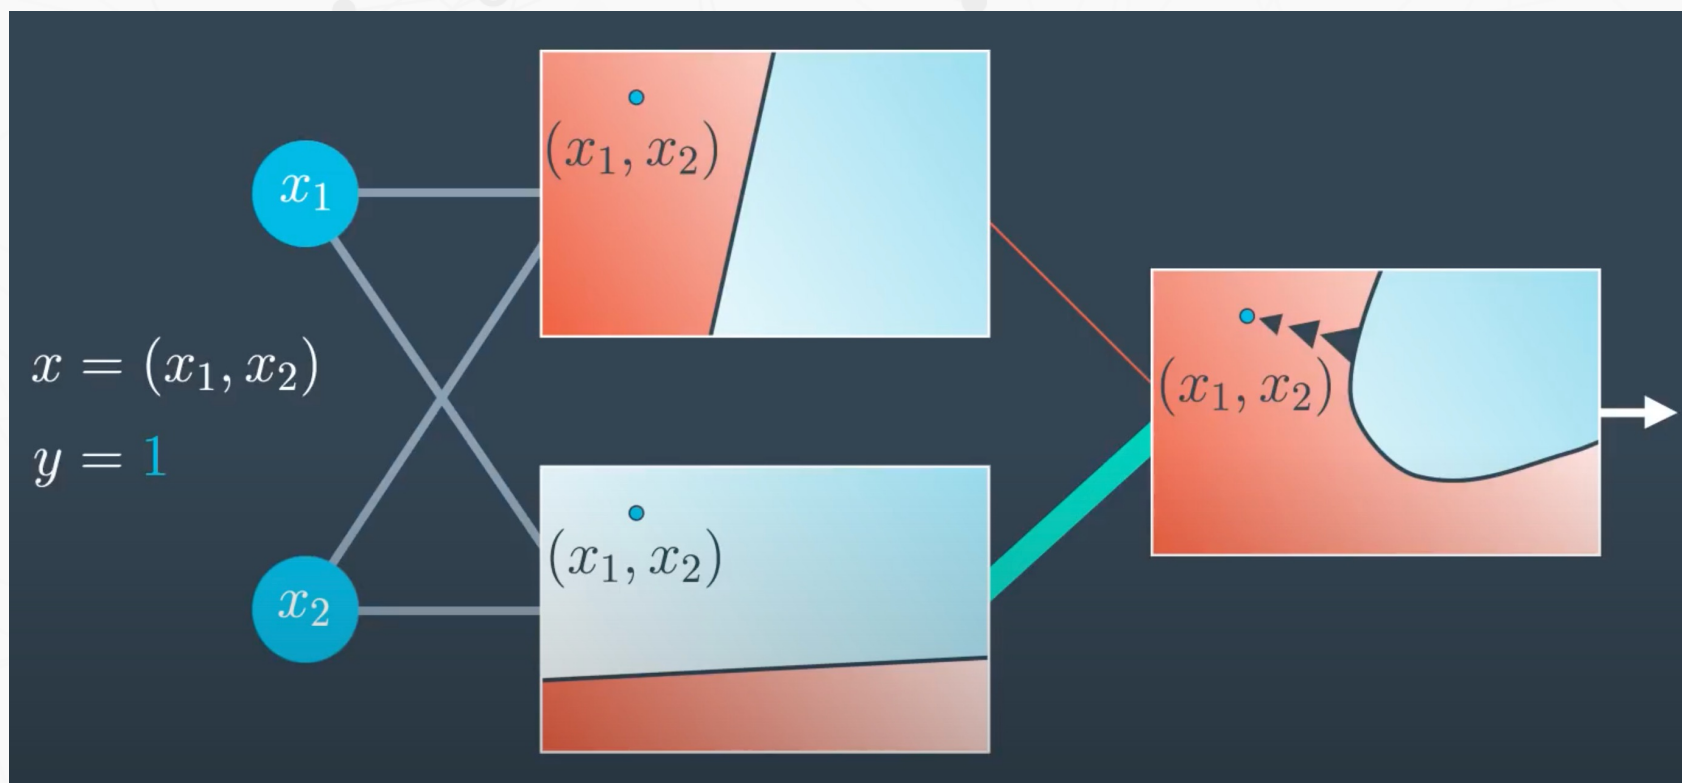 x₁
(x₁, x₂)
x = (x₁, x₂)
y = 1
x₂
(x₁, x₂)
(x₁, x₂)